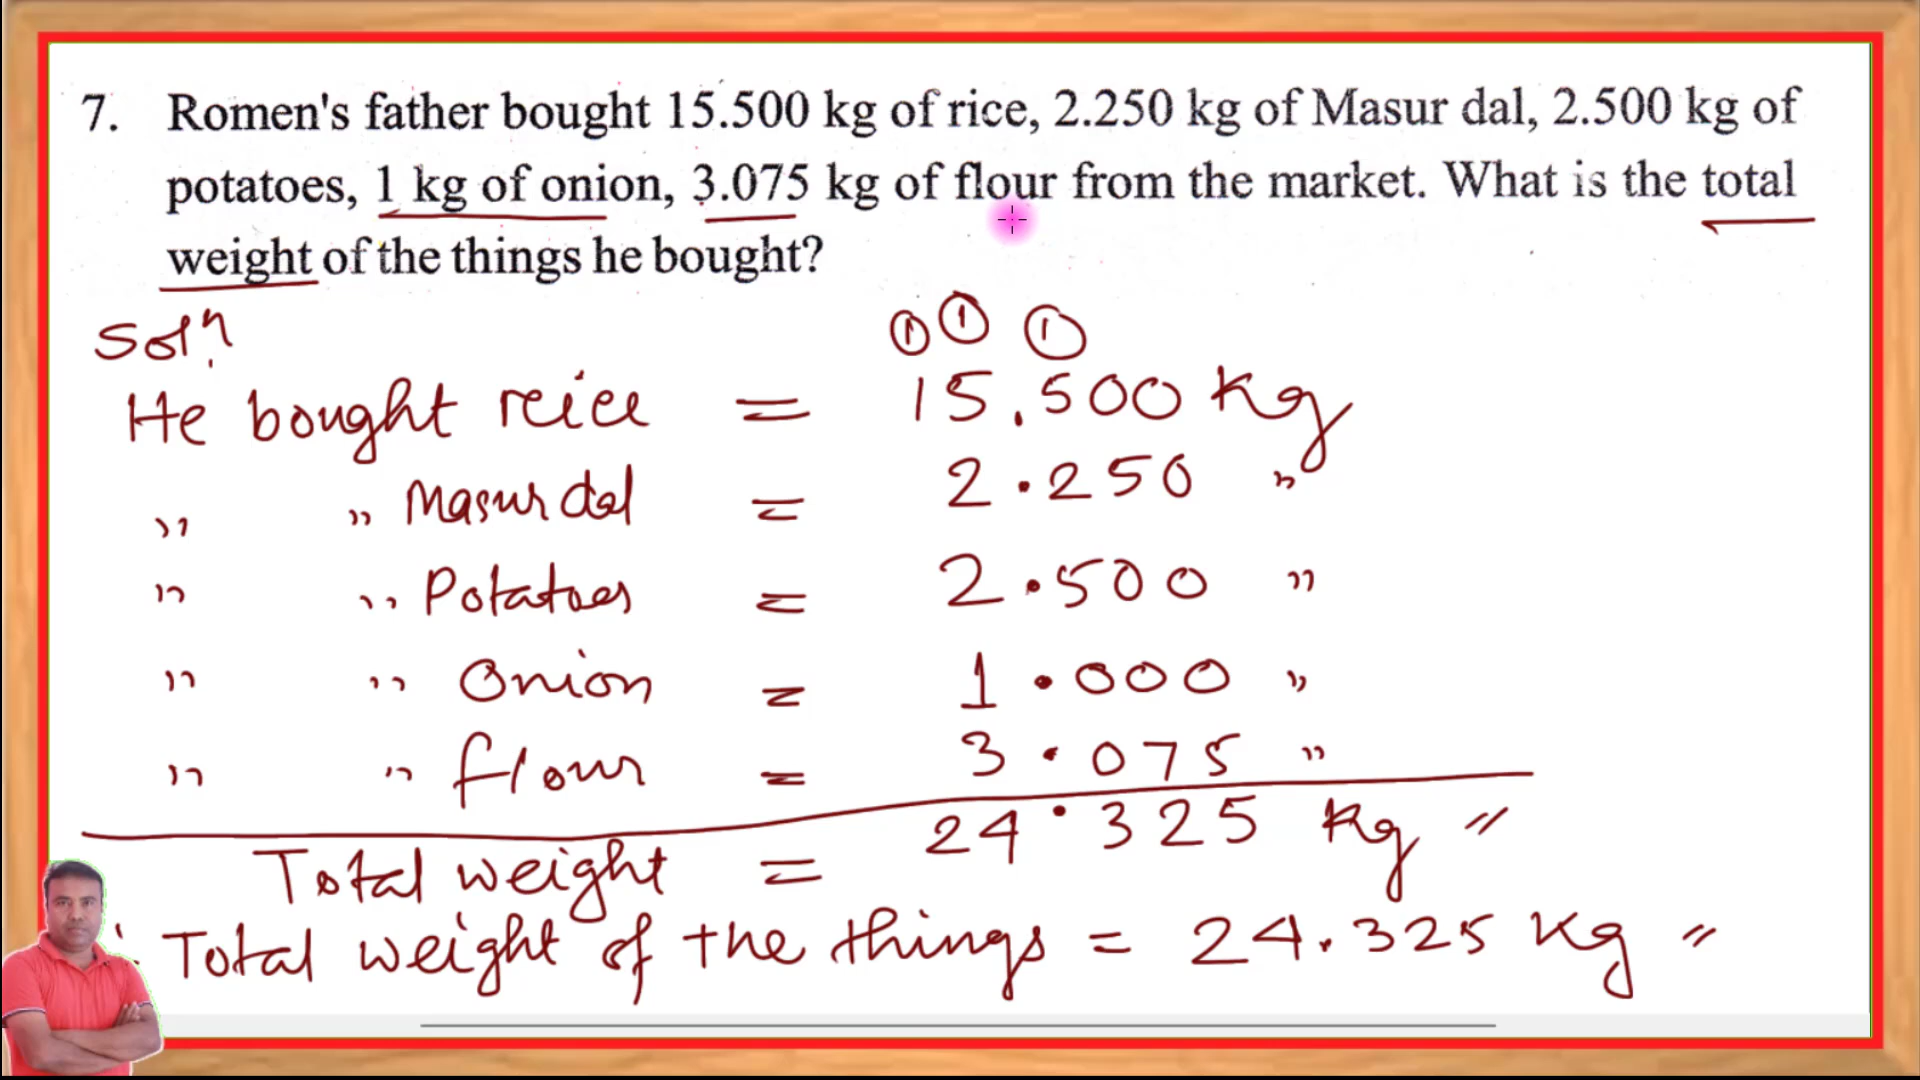 7. Romen's father bought 15.500 kg of rice, 2.250 kg of Masur dal, 2.500 kg of
potatoes, 1 kg of onion, 3.075 kg of flour from the market. What is the total
weight of the things he bought?
Solⁿ.
① ① ①
He bought reice = 15.500 Kg
" " Masur dal = 2.250 "
" " Potatoes = 2.500 "
" " Onion = 1.000 "
" " flour = 3.075 "
Total weight = 24.325 Kg "
Total weight of the things = 24.325 Kg "